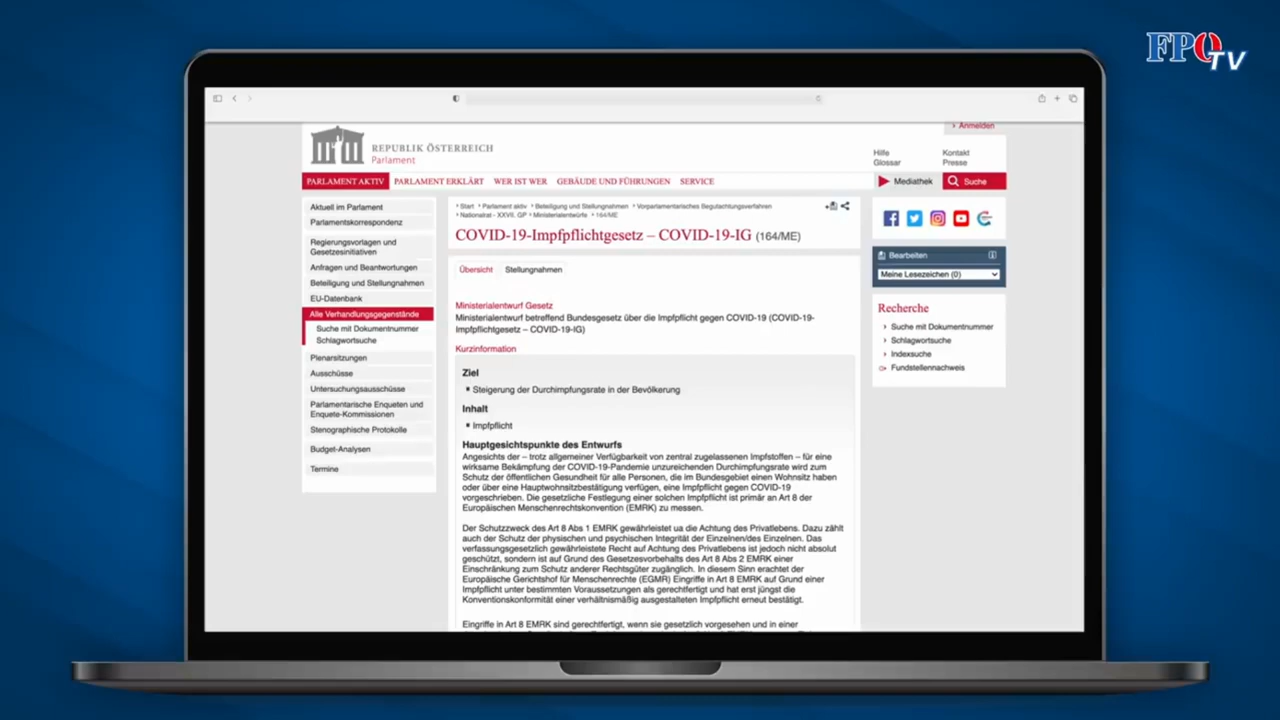 FPÖ TV
Anmelden
REPUBLIK ÖSTERREICH
Parlament
Hilfe
Glossar
Kontakt
Presse
PARLAMENT AKTIV
PARLAMENT ERKLÄRT
WER IST WER
GEBÄUDE UND FÜHRUNGEN
SERVICE
Mediathek
Suche
Aktuell im Parlament
Parlamentskorrespondenz
Regierungsvorlagen und
Gesetzesinitiativen
Anfragen und Beantwortungen
Beteiligung und Stellungnahmen
EU-Datenbank
Alle Verhandlungsgegenstände
Suche mit Dokumentnummer
Schlagwortsuche
Plenarsitzungen
Ausschüsse
Untersuchungsausschüsse
Parlamentarische Enqueten und
Enquete-Kommissionen
Stenographische Protokolle
Budget-Analysen
Termine
Start Parlament aktiv Beteiligung und Stellungnahmen Vorparlamentarisches Begutachtungsverfahren
Nationalrat - XXVII. GP Ministerialentwürfe 164/ME
COVID-19-Impfpflichtgesetz – COVID-19-IG (164/ME)
Übersicht
Stellungnahmen
Ministerialentwurf Gesetz
Ministerialentwurf betreffend Bundesgesetz über die Impfpflicht gegen COVID-19 (COVID-19-
Impfpflichtgesetz – COVID-19-IG)
Kurzinformation
Ziel
Steigerung der Durchimpfungsrate in der Bevölkerung
Inhalt
Impfpflicht
Hauptgesichtspunkte des Entwurfs
Angesichts der – trotz allgemeiner Verfügbarkeit von zentral zugelassenen Impfstoffen – für eine
wirksame Bekämpfung der COVID-19-Pandemie unzureichenden Durchimpfungsrate wird zum
Schutz der öffentlichen Gesundheit für alle Personen, die im Bundesgebiet einen Wohnsitz haben
oder über eine Hauptwohnsitzbestätigung verfügen, eine Impfpflicht gegen COVID-19
vorgeschrieben. Die gesetzliche Festlegung einer solchen Impfpflicht ist primär an Art 8 der
Europäischen Menschenrechtskonvention (EMRK) zu messen.
Der Schutzzweck des Art 8 Abs 1 EMRK gewährleistet ua die Achtung des Privatlebens. Dazu zählt
auch der Schutz der physischen und psychischen Integrität der Einzelnen/des Einzelnen. Das
verfassungsgesetzlich gewährleistete Recht auf Achtung des Privatlebens ist jedoch nicht absolut
geschützt, sondern ist auf Grund des Gesetzesvorbehalts des Art 8 Abs 2 EMRK einer
Einschränkung zum Schutz anderer Rechtsgüter zugänglich. In diesem Sinn erachtet der
Europäische Gerichtshof für Menschenrechte (EGMR) Eingriffe in Art 8 EMRK auf Grund einer
Impfpflicht unter bestimmten Voraussetzungen als gerechtfertigt und hat erst jüngst die
Konventionskonformität einer verhältnismäßig ausgestalteten Impfpflicht erneut bestätigt.
Eingriffe in Art 8 EMRK sind gerechtfertigt, wenn sie gesetzlich vorgesehen und in einer
Bearbeiten
Meine Lesezeichen (0)
Recherche
Suche mit Dokumentnummer
Schlagwortsuche
Indexsuche
Fundstellennachweis